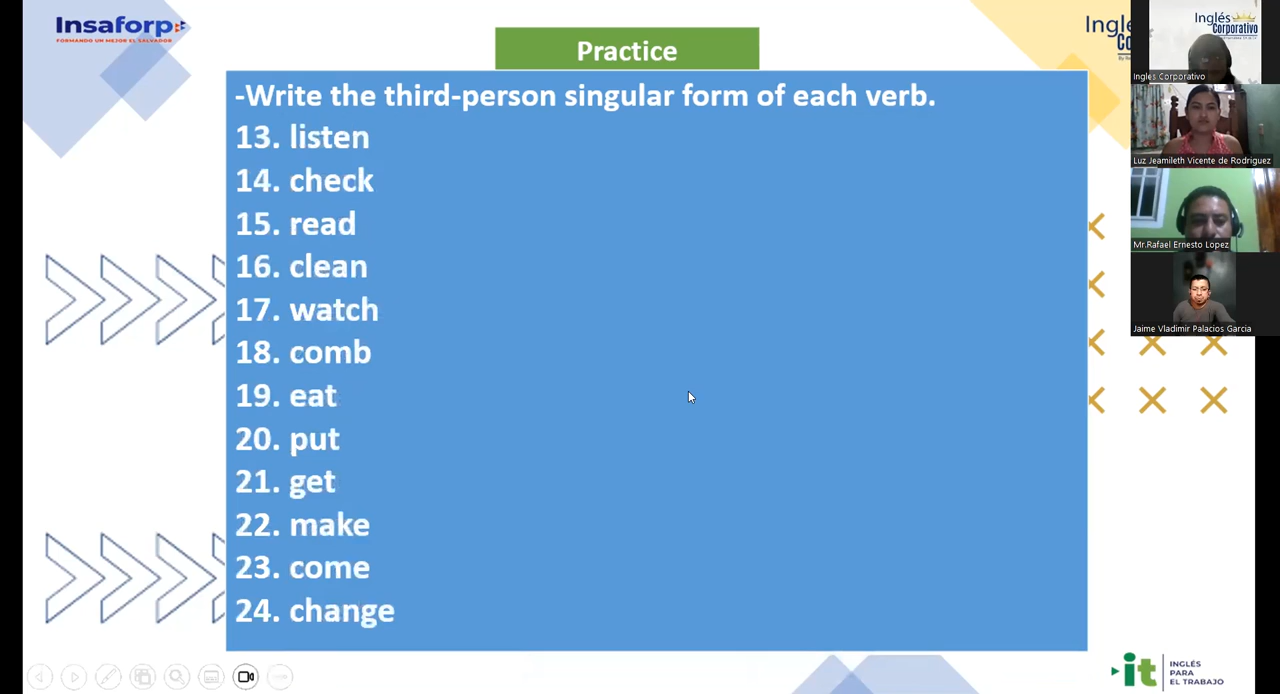 Insaforp
FORMANDO UN MEJOR EL SALVADOR
Practice
-Write the third-person singular form of each verb.
13. listen
14. check
15. read
16. clean
17. watch
18. comb
19. eat
20. put
21. get
22. make
23. come
24. change
Inglés
Corporativo
Ingles Corporativo
Luz Jeamileth Vicente de Rodriguez
Mr.Rafael Ernesto Lopez
Jaime Vladimir Palacios Garcia
it
INGLÉS
PARA
EL TRABAJO